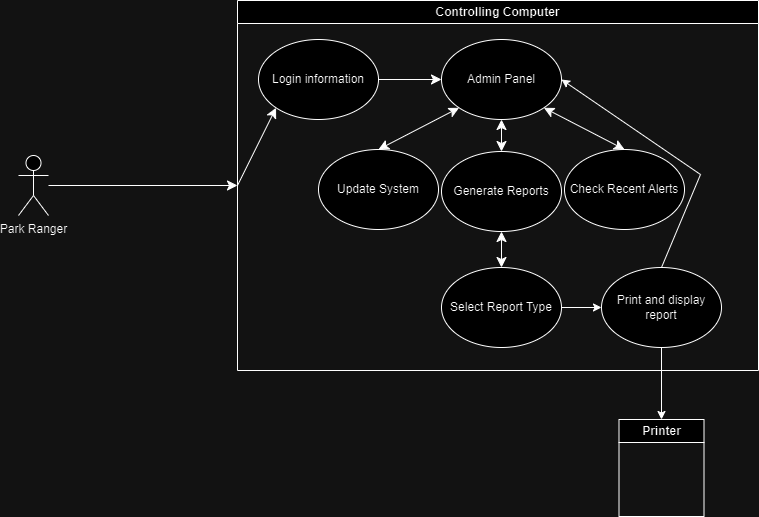 Controlling Computer
Login information
Admin Panel
Park Ranger
Update System
Generate Reports
Check Recent Alerts
Select Report Type
Print and display
report
Printer